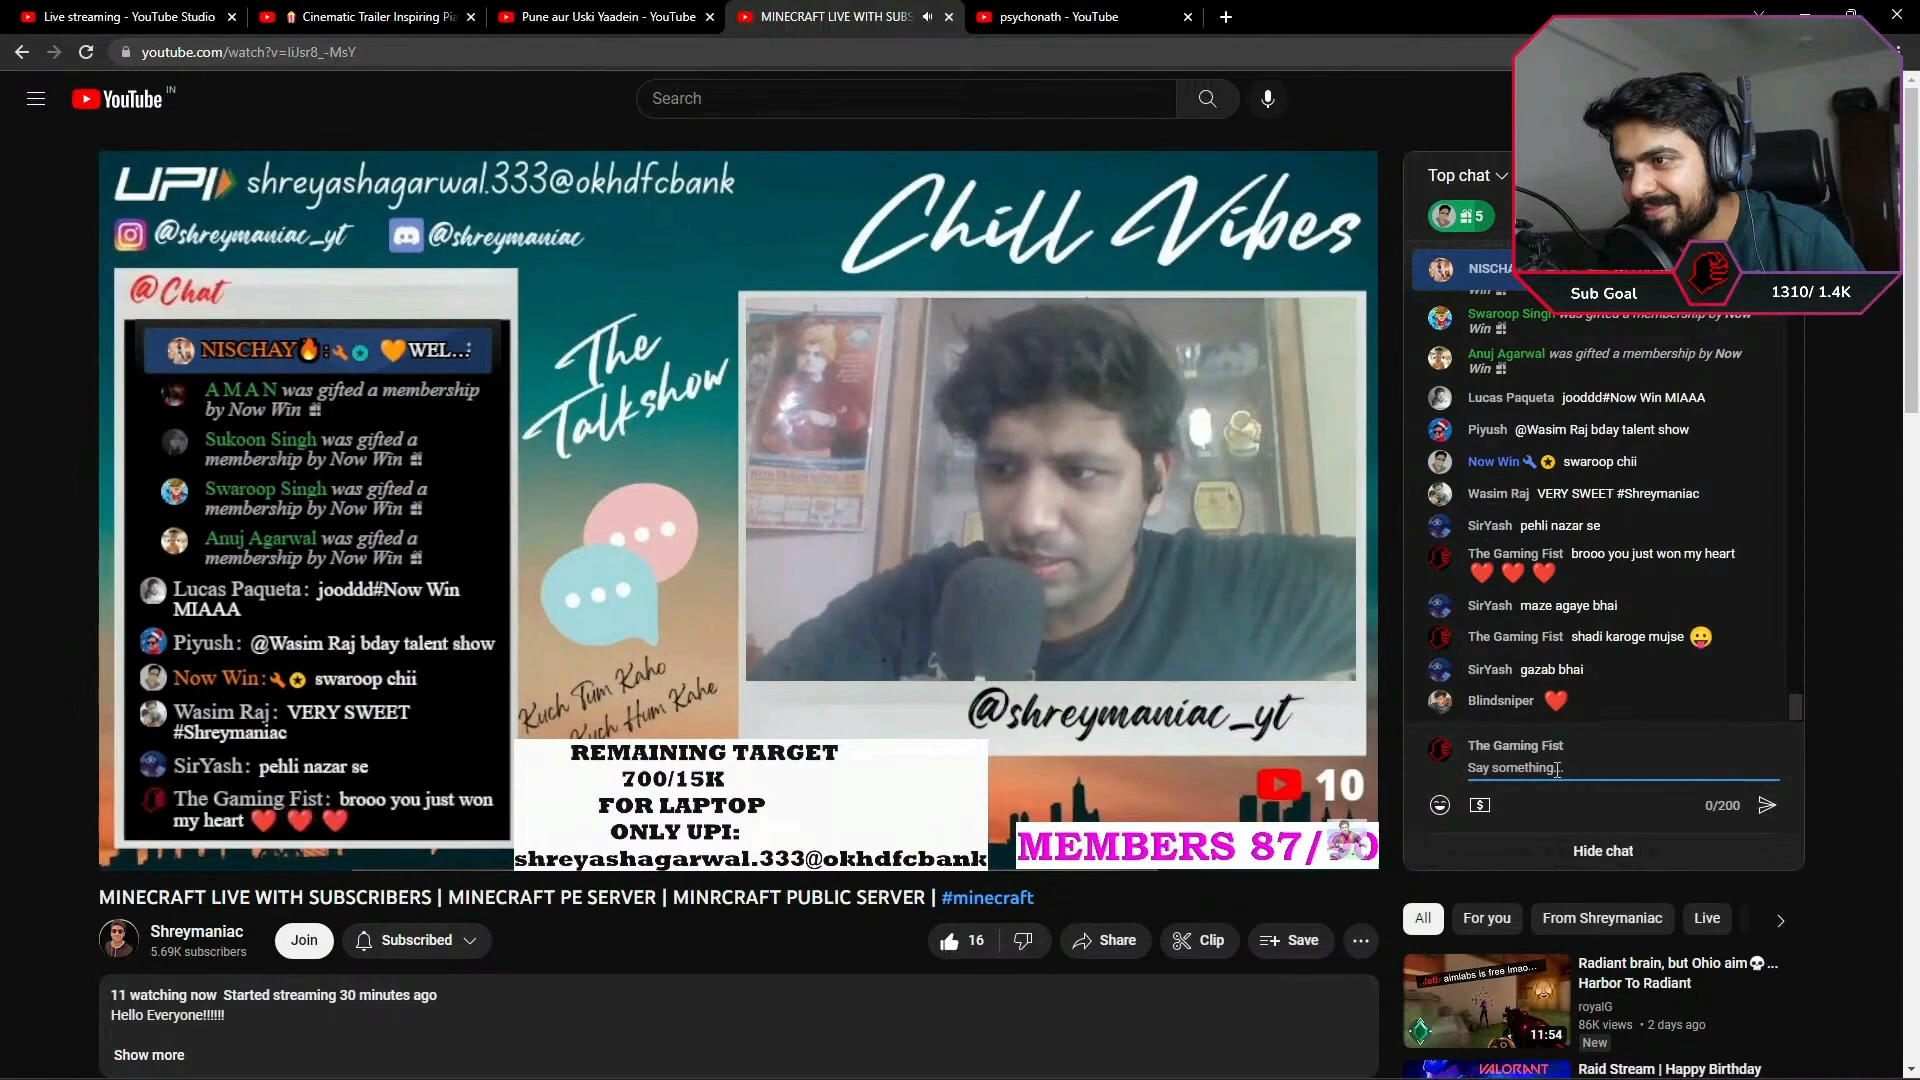 Live streaming - YouTube Studio
🍿 Cinematic Trailer Inspiring Pia
Pune aur Uski Yaadein - YouTube
MINECRAFT LIVE WITH SUBS
psychonath - YouTube
youtube.com/watch?v=IiJsr8_-MsY
YouTube IN
Search
UPI shreyashagarwal.333@okhdfcbank
@shreymaniac_yt @shreymaniac
Chill Vibes
@Chat
NISCHAY🔥: 🧡WEL...:
A M A N was gifted a membership
by Now Win
Sukoon Singh was gifted a
membership by Now Win
Swaroop Singh was gifted a
membership by Now Win
Anuj Agarwal was gifted a
membership by Now Win
Lucas Paqueta: jooddd#Now Win
MIAAA
Piyush: @Wasim Raj bday talent show
Now Win: swaroop chii
Wasim Raj: VERY SWEET
#Shreymaniac
SirYash: pehli nazar se
The Gaming Fist: brooo you just won
my heart ❤️ ❤️ ❤️
The
Talkshow
Kuch Tum Kaho
Kuch Hum Kahe
@shreymaniac_yt
REMAINING TARGET
700/15K
FOR LAPTOP
ONLY UPI:
shreyashagarwal.333@okhdfcbank
10
MEMBERS 87/
Top chat
5
NISCHA
Win
Swaroop Singh was gifted a membership by Now
Win
Anuj Agarwal was gifted a membership by Now
Win
Lucas Paqueta jooddd#Now Win MIAAA
Piyush @Wasim Raj bday talent show
Now Win swaroop chii
Wasim Raj VERY SWEET #Shreymaniac
SirYash pehli nazar se
The Gaming Fist brooo you just won my heart
❤️ ❤️ ❤️
SirYash maze agaye bhai
The Gaming Fist shadi karoge mujse 😛
SirYash gazab bhai
Blindsniper ❤️
The Gaming Fist
Say something...
0/200
Hide chat
Sub Goal 1310/ 1.4K
MINECRAFT LIVE WITH SUBSCRIBERS | MINECRAFT PE SERVER | MINRCRAFT PUBLIC SERVER | #minecraft
Shreymaniac
5.69K subscribers
Join
Subscribed
16
Share
Clip
Save
11 watching now Started streaming 30 minutes ago
Hello Everyone!!!!!!
Show more
All
For you
From Shreymaniac
Live
Jett: aimlabs is free lmao...
11:54
Radiant brain, but Ohio aim💀...
Harbor To Radiant
royalG
86K views • 2 days ago
New
VALORANT
Raid Stream | Happy Birthday